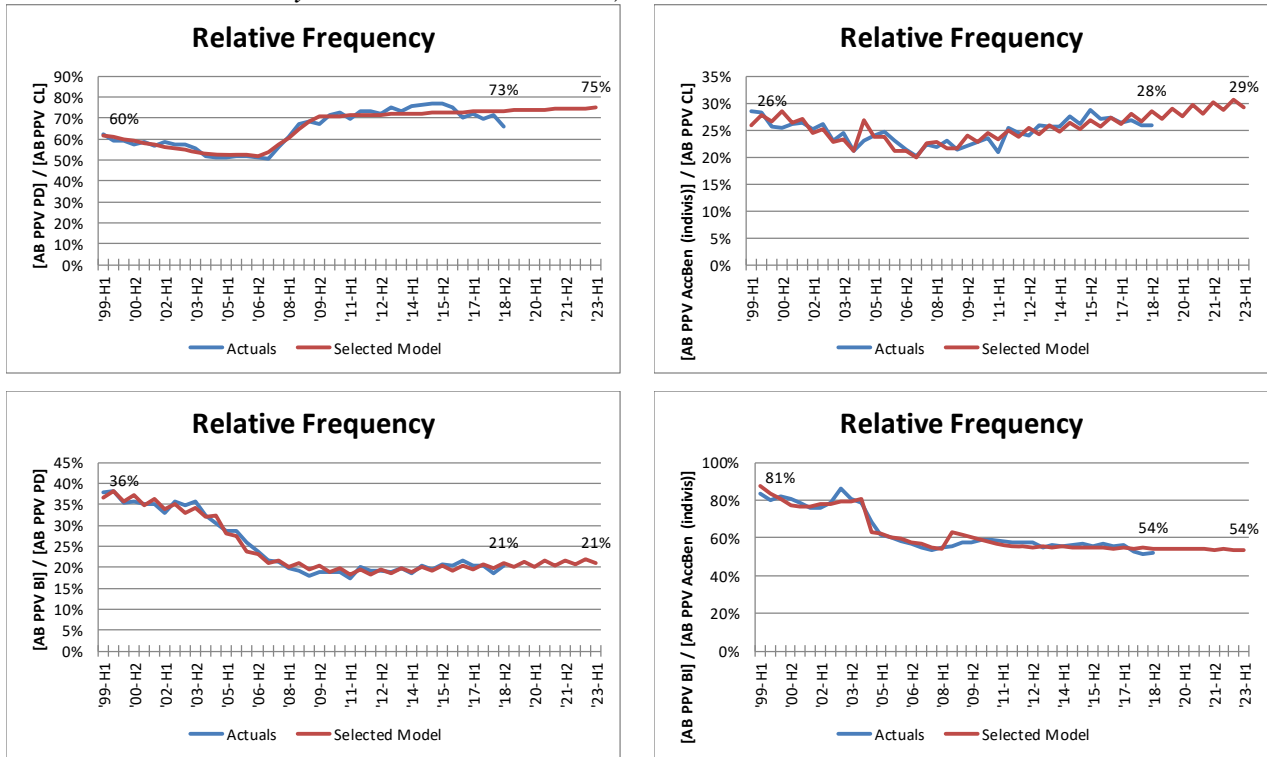 Relative Frequency
[AB PPV PD] / [AB PPV CL]
90%
80%
70%
60%
50%
40%
30%
20%
10%
0%
60%
73%
75%
'99-H1
'00-H2
'02-H1
'03-H2
'05-H1
'06-H2
'08-H1
'09-H2
'11-H1
'12-H2
'14-H1
'15-H2
'17-H1
'18-H2
'20-H1
'21-H2
'23-H1
Actuals
Selected Model
Relative Frequency
[AB PPV AccBen (indivis)] / [AB PPV CL]
35%
30%
25%
20%
15%
10%
5%
0%
26%
28%
29%
'99-H1
'00-H2
'02-H1
'03-H2
'05-H1
'06-H2
'08-H1
'09-H2
'11-H1
'12-H2
'14-H1
'15-H2
'17-H1
'18-H2
'20-H1
'21-H2
'23-H1
Actuals
Selected Model
Relative Frequency
[AB PPV BI] / [AB PPV PD]
45%
40%
35%
30%
25%
20%
15%
10%
5%
0%
36%
21%
21%
'99-H1
'00-H2
'02-H1
'03-H2
'05-H1
'06-H2
'08-H1
'09-H2
'11-H1
'12-H2
'14-H1
'15-H2
'17-H1
'18-H2
'20-H1
'21-H2
'23-H1
Actuals
Selected Model
Relative Frequency
[AB PPV BI] / [AB PPV AccBen (indivis)]
100%
80%
60%
40%
20%
0%
81%
54%
54%
'99-H1
'00-H2
'02-H1
'03-H2
'05-H1
'06-H2
'08-H1
'09-H2
'11-H1
'12-H2
'14-H1
'15-H2
'17-H1
'18-H2
'20-H1
'21-H2
'23-H1
Actuals
Selected Model